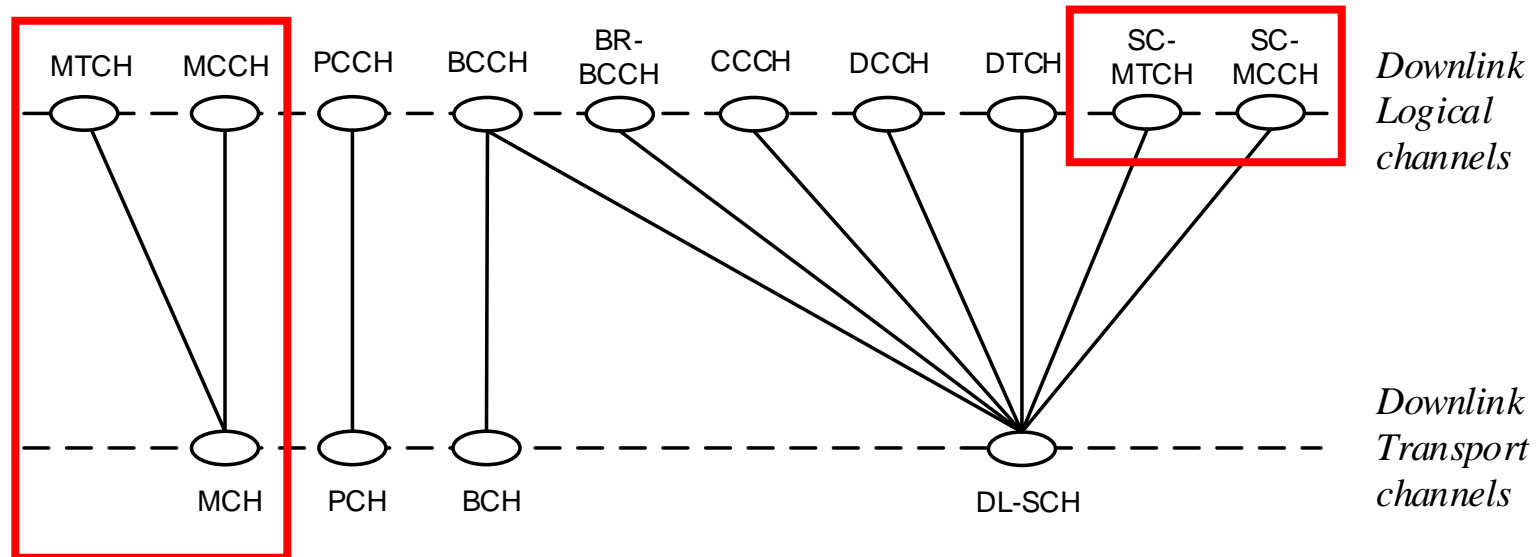 MTCH
MCCH
PCCH
BCCH
BR-
BCCH
CCCH
DCCH
DTCH
SC-
MTCH
SC-
MCCH
Downlink
Logical
channels
MCH
PCH
BCH
DL-SCH
Downlink
Transport
channels